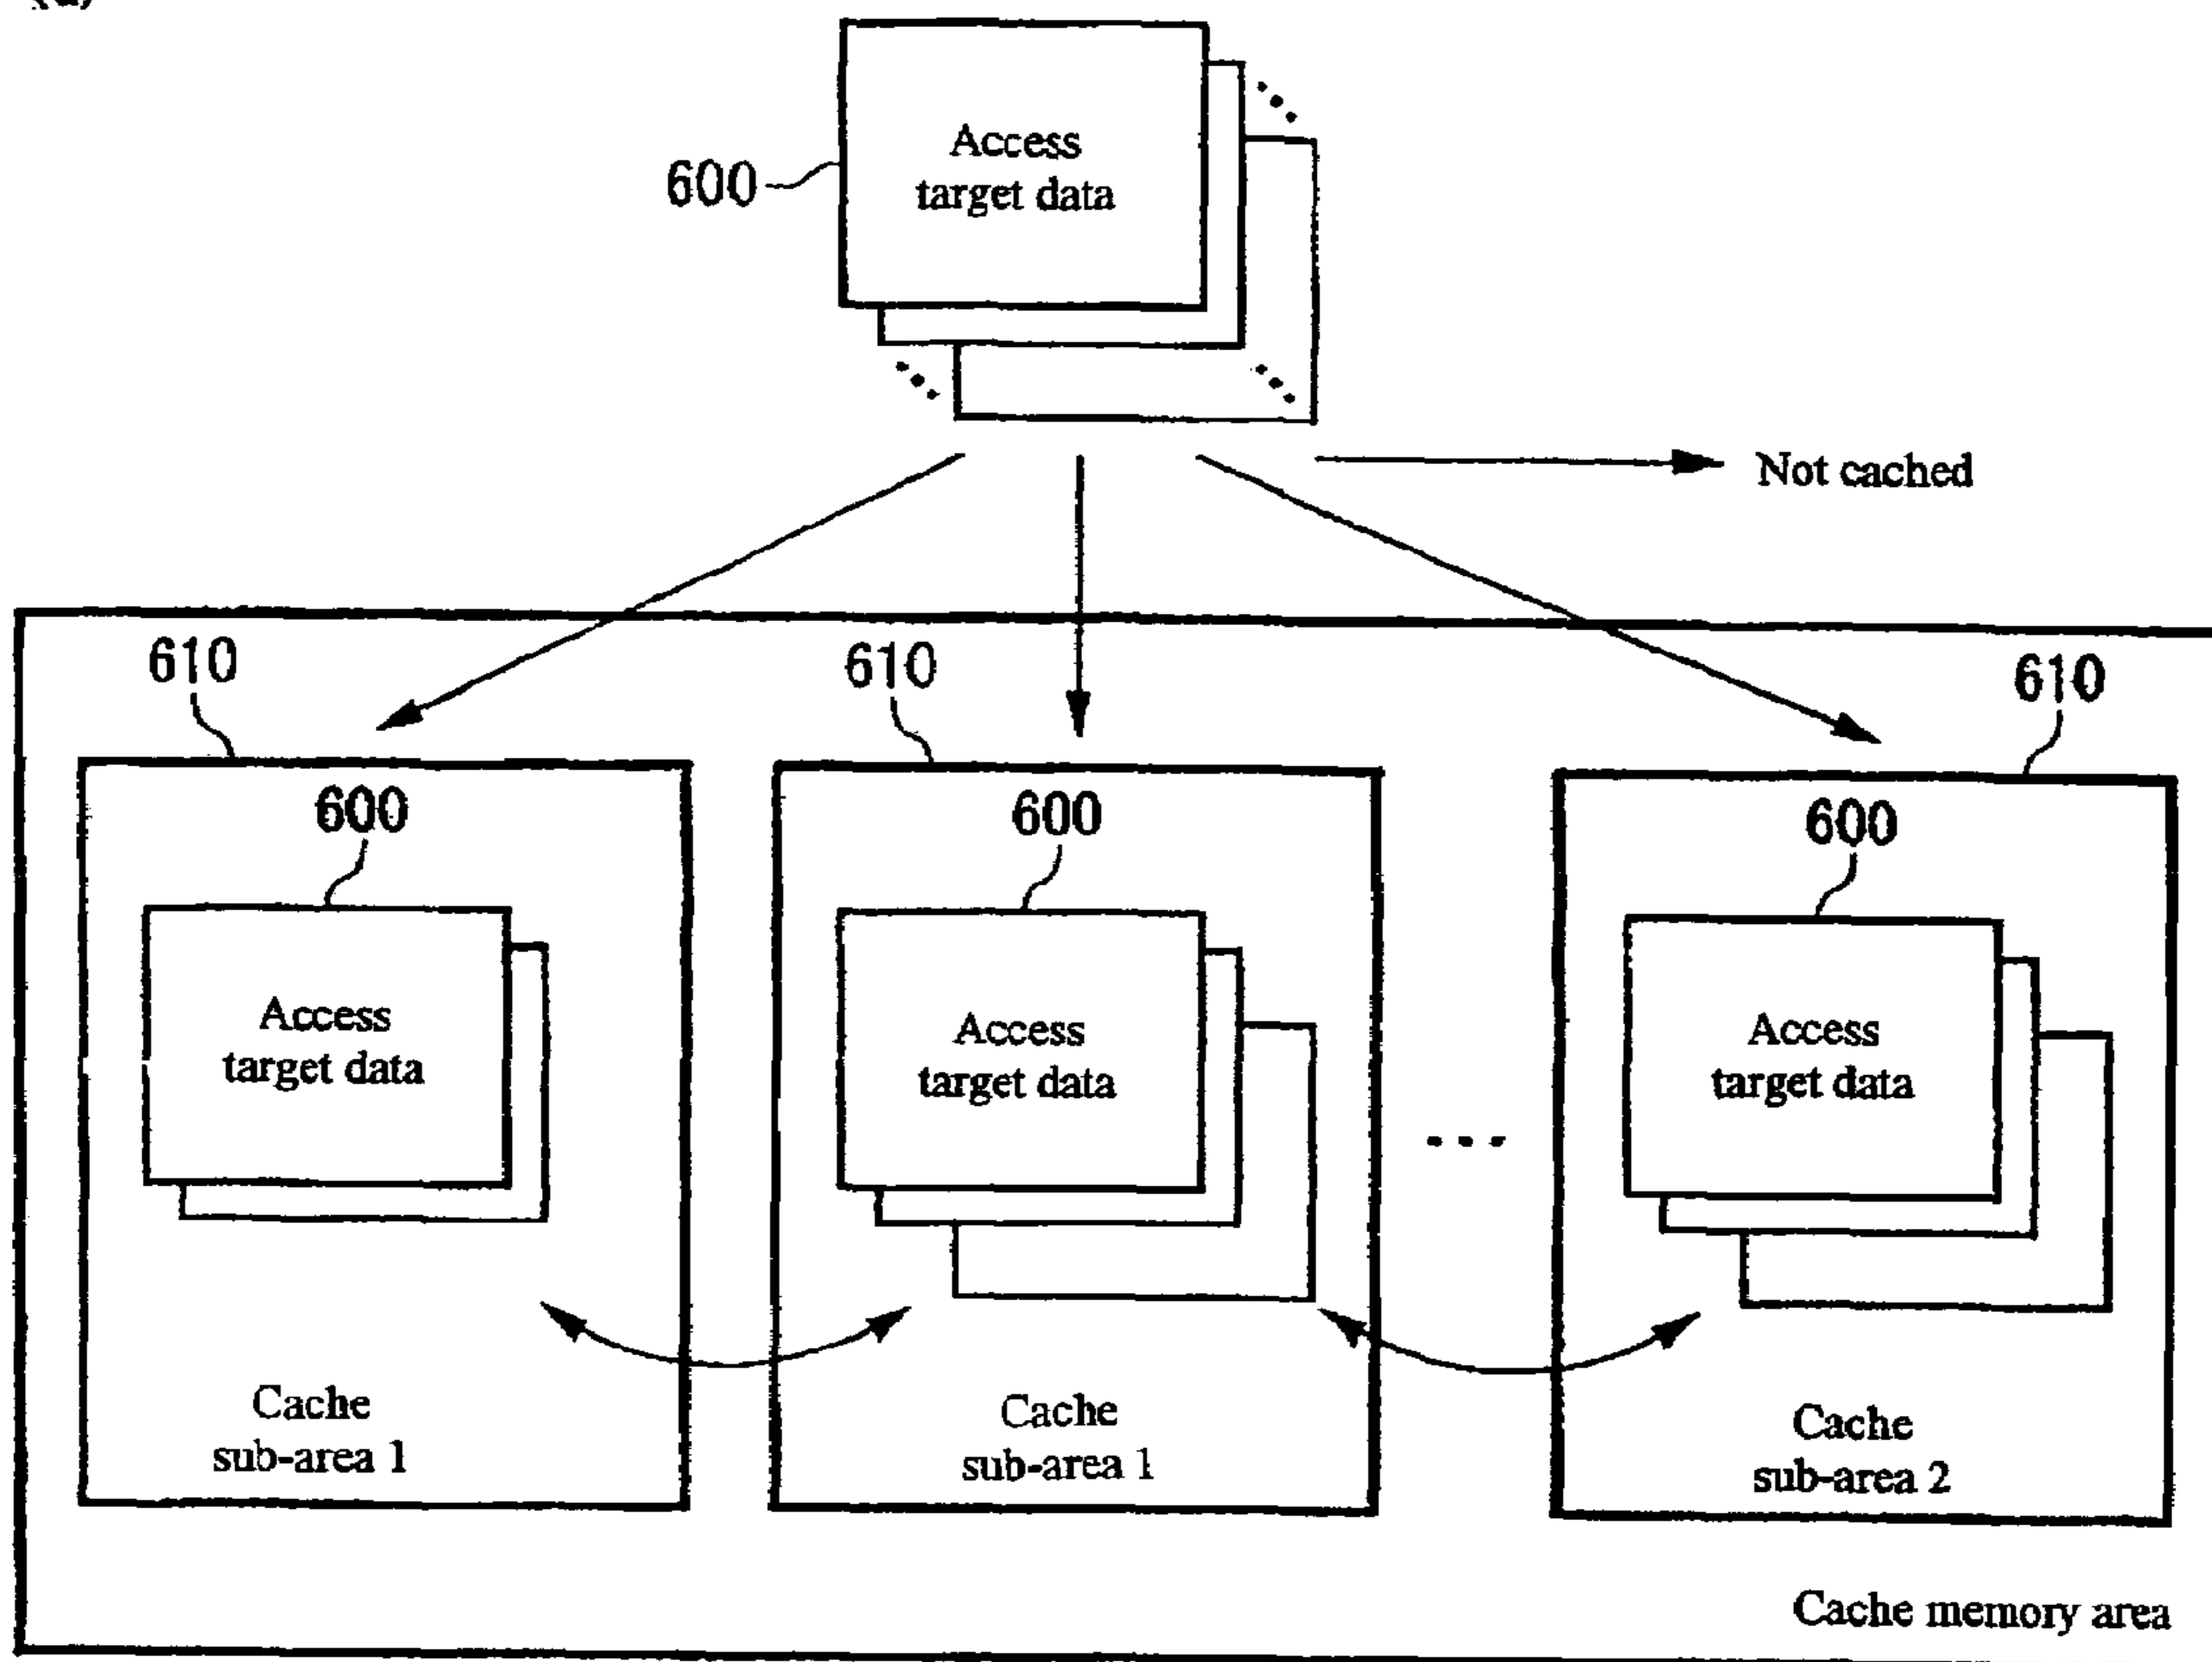 Access
target data
600
Not cached
610
610
610
600
600
600
Access
target data
Access
target data
Access
target data
...
Cache
sub-area 1
Cache
sub-area 1
Cache
sub-area 2
Cache memory area